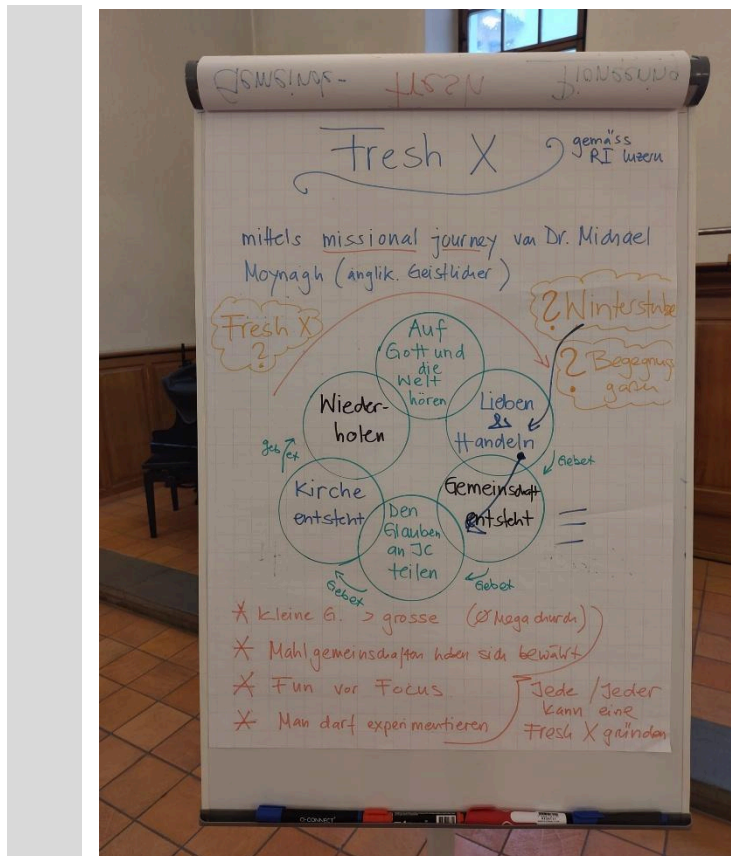 Fresh X
gemäss
RI Luzern
mittels missional journey von Dr. Michael
Moynagh (anglik. Geistlicher)
Fresh X
?
? Winterstube
? Begegnungs
Auf
Gott und
die
Welt
hören
Lieben
&
Handeln
Gebet
Gemeinschaft
entsteht
Gebet
Den
Glauben
an JC
teilen
Gebet
Kirche
entsteht
gebet
Wieder-
holen
* Kleine G. > grosse (Ø Mega church)
* Mahlgemeinschaften haben sich bewährt
* Fun vor Focus
* Man darf experimentieren
Jede / Jeder
kann eine
Fresh X gründen
Q-CONNECT